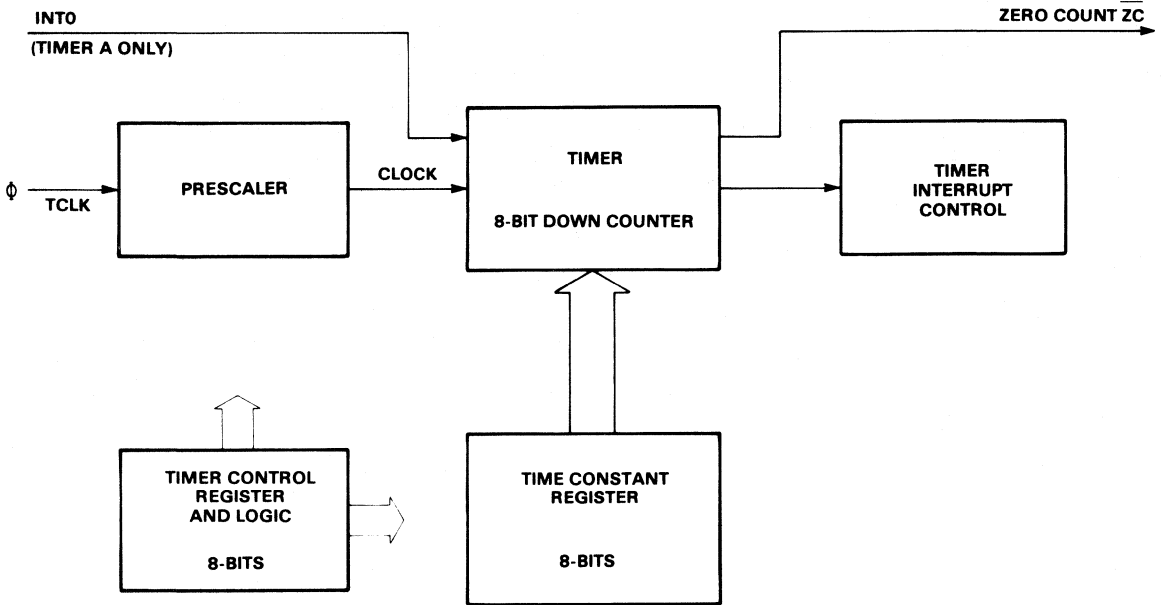 INT0
(TIMER A ONLY)
ZERO COUNT Z̅C̅
PRESCALER
Φ
TCLK
CLOCK
TIMER
8-BIT DOWN COUNTER
TIMER
INTERRUPT
CONTROL
TIMER CONTROL
REGISTER
AND LOGIC
8-BITS
TIME CONSTANT
REGISTER
8-BITS